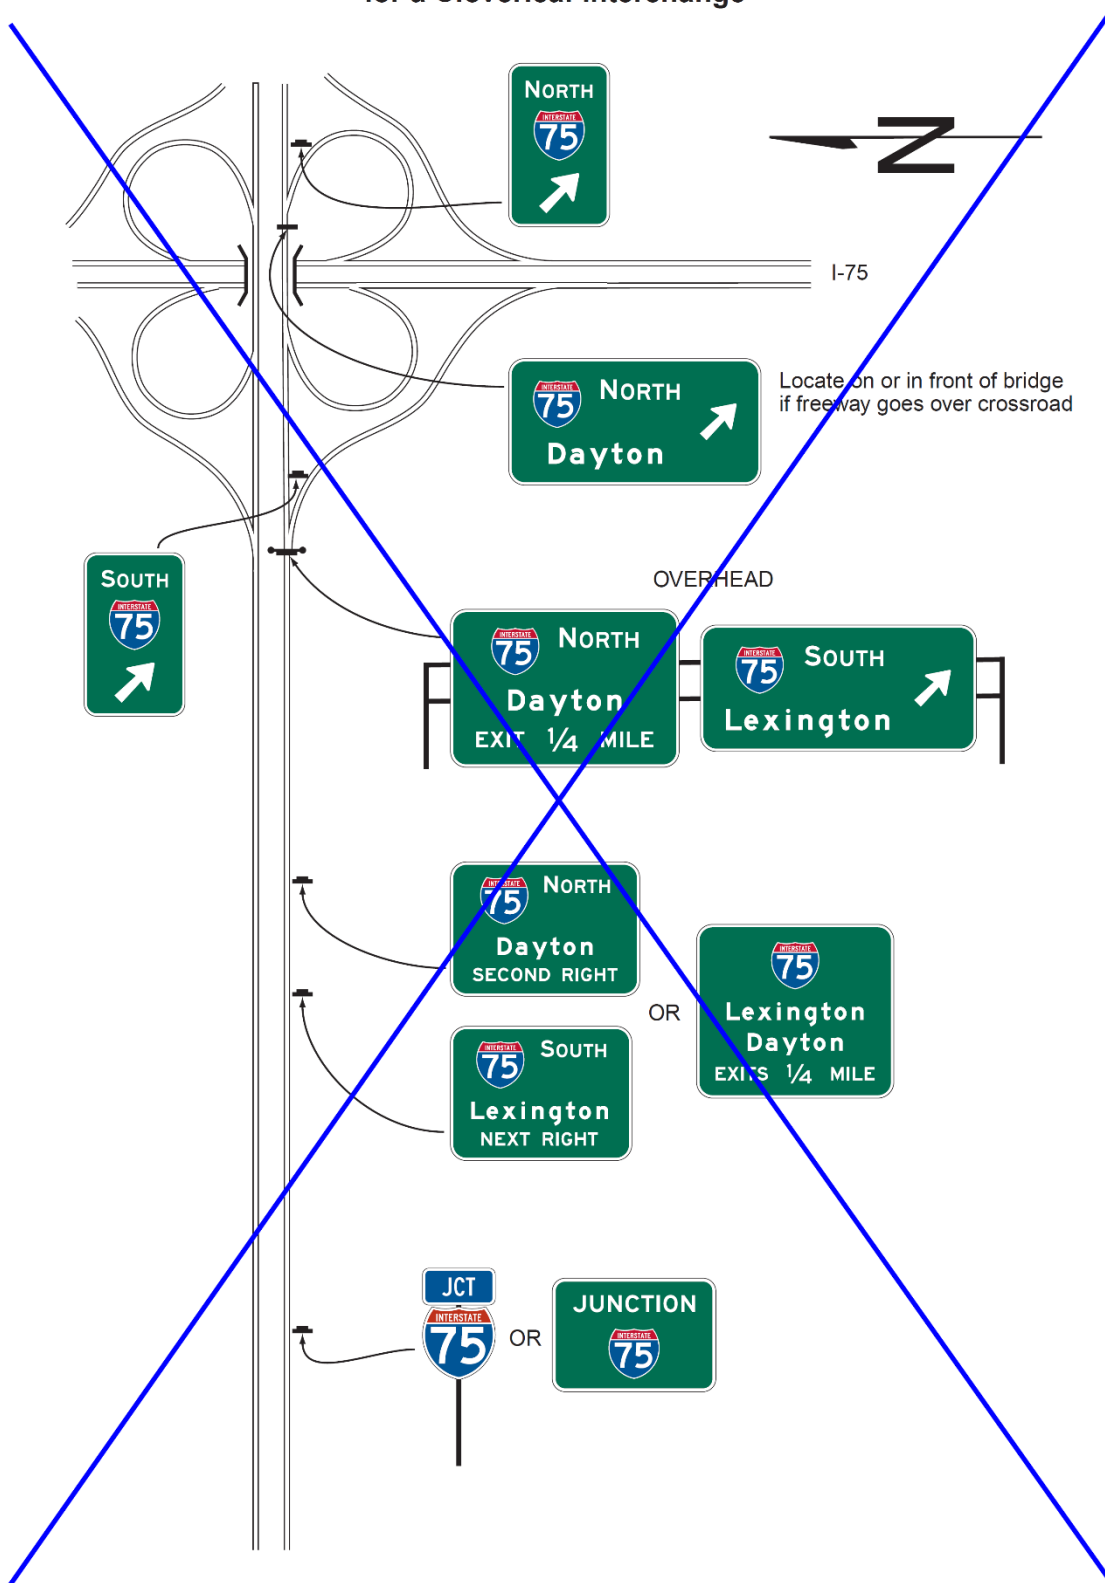 for a Cloverleaf Interchange
NORTH
INTERSTATE
75
N
I-75
INTERSTATE
75
NORTH
Dayton
Locate on or in front of bridge
if freeway goes over crossroad
SOUTH
INTERSTATE
75
OVERHEAD
INTERSTATE
75
NORTH
Dayton
EXIT 1/4 MILE
INTERSTATE
75
SOUTH
Lexington
INTERSTATE
75
NORTH
Dayton
SECOND RIGHT
OR
INTERSTATE
75
Lexington
Dayton
EXITS 1/4 MILE
INTERSTATE
75
SOUTH
Lexington
NEXT RIGHT
JCT
INTERSTATE
75
OR
JUNCTION
INTERSTATE
75